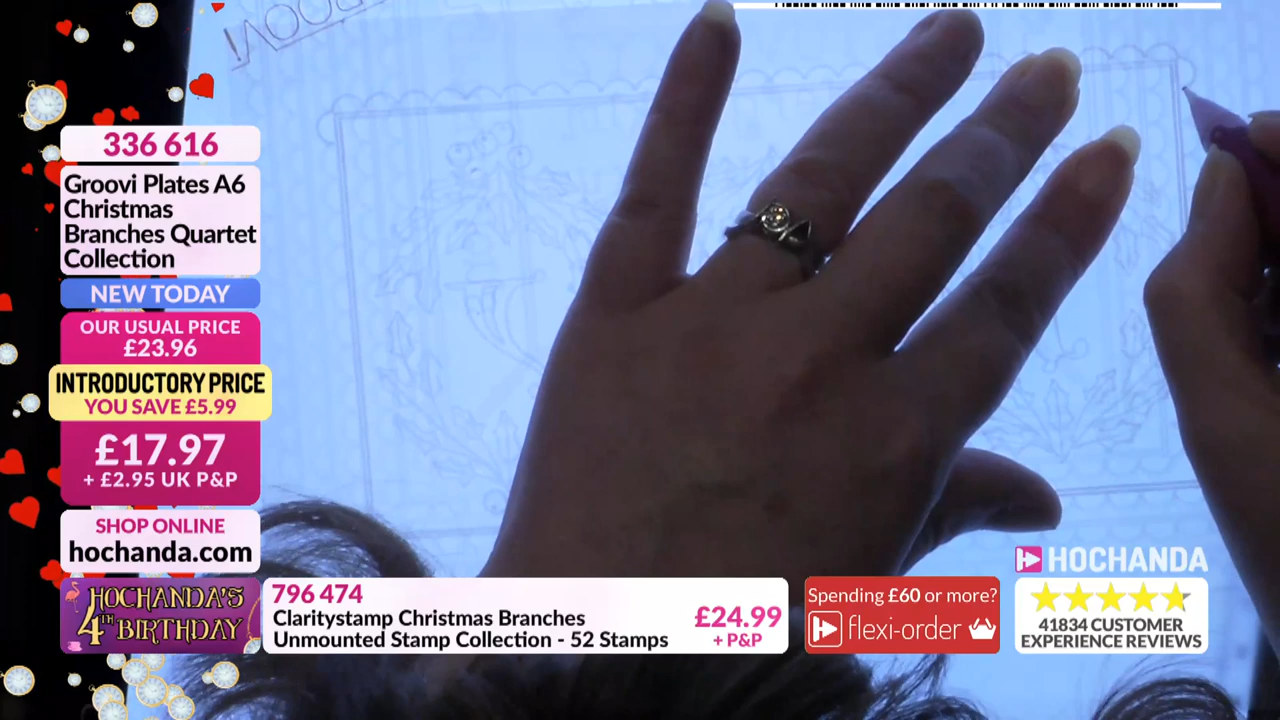 336 616
Groovi Plates A6
Christmas
Branches Quartet
Collection
NEW TODAY
OUR USUAL PRICE
£23.96
INTRODUCTORY PRICE
YOU SAVE £5.99
£17.97
+ £2.95 UK P&P
SHOP ONLINE
hochanda.com
HOCHANDA'S
4TH BIRTHDAY
796 474
Claritystamp Christmas Branches
Unmounted Stamp Collection - 52 Stamps
£24.99
+ P&P
Spending £60 or more?
flexi-order
HOCHANDA
41834 CUSTOMER
EXPERIENCE REVIEWS